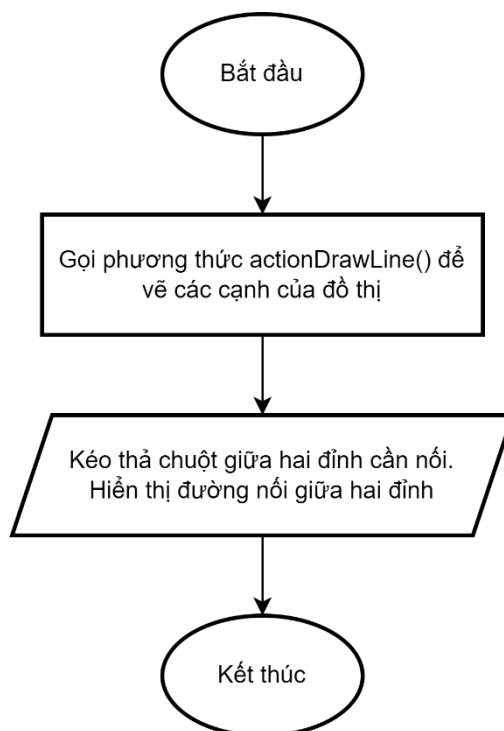 Bắt đầu
Gọi phương thức actionDrawLine() để
vẽ các cạnh của đồ thị
Kéo thả chuột giữa hai đỉnh cần nối.
Hiển thị đường nối giữa hai đỉnh
Kết thúc